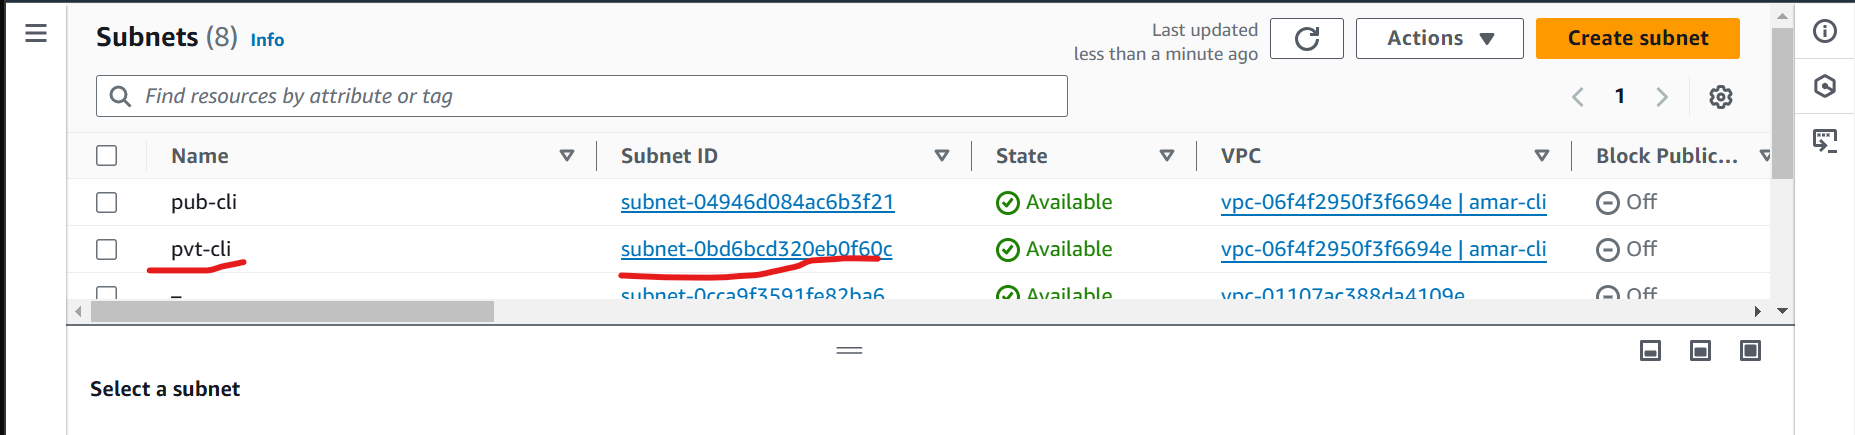 Subnets (8) Info
Last updated
less than a minute ago
Actions
Create subnet
Find resources by attribute or tag
1
Name Subnet ID State VPC Block Public...
pub-cli subnet-04946d084ac6b3f21 Available vpc-06f4f2950f3f6694e | amar-cli Off
pvt-cli subnet-0bd6bcd320eb0f60c Available vpc-06f4f2950f3f6694e | amar-cli Off
– subnet-0cca9f3591fe82ba6 Available vpc-01107ac388da4109e Off
Select a subnet